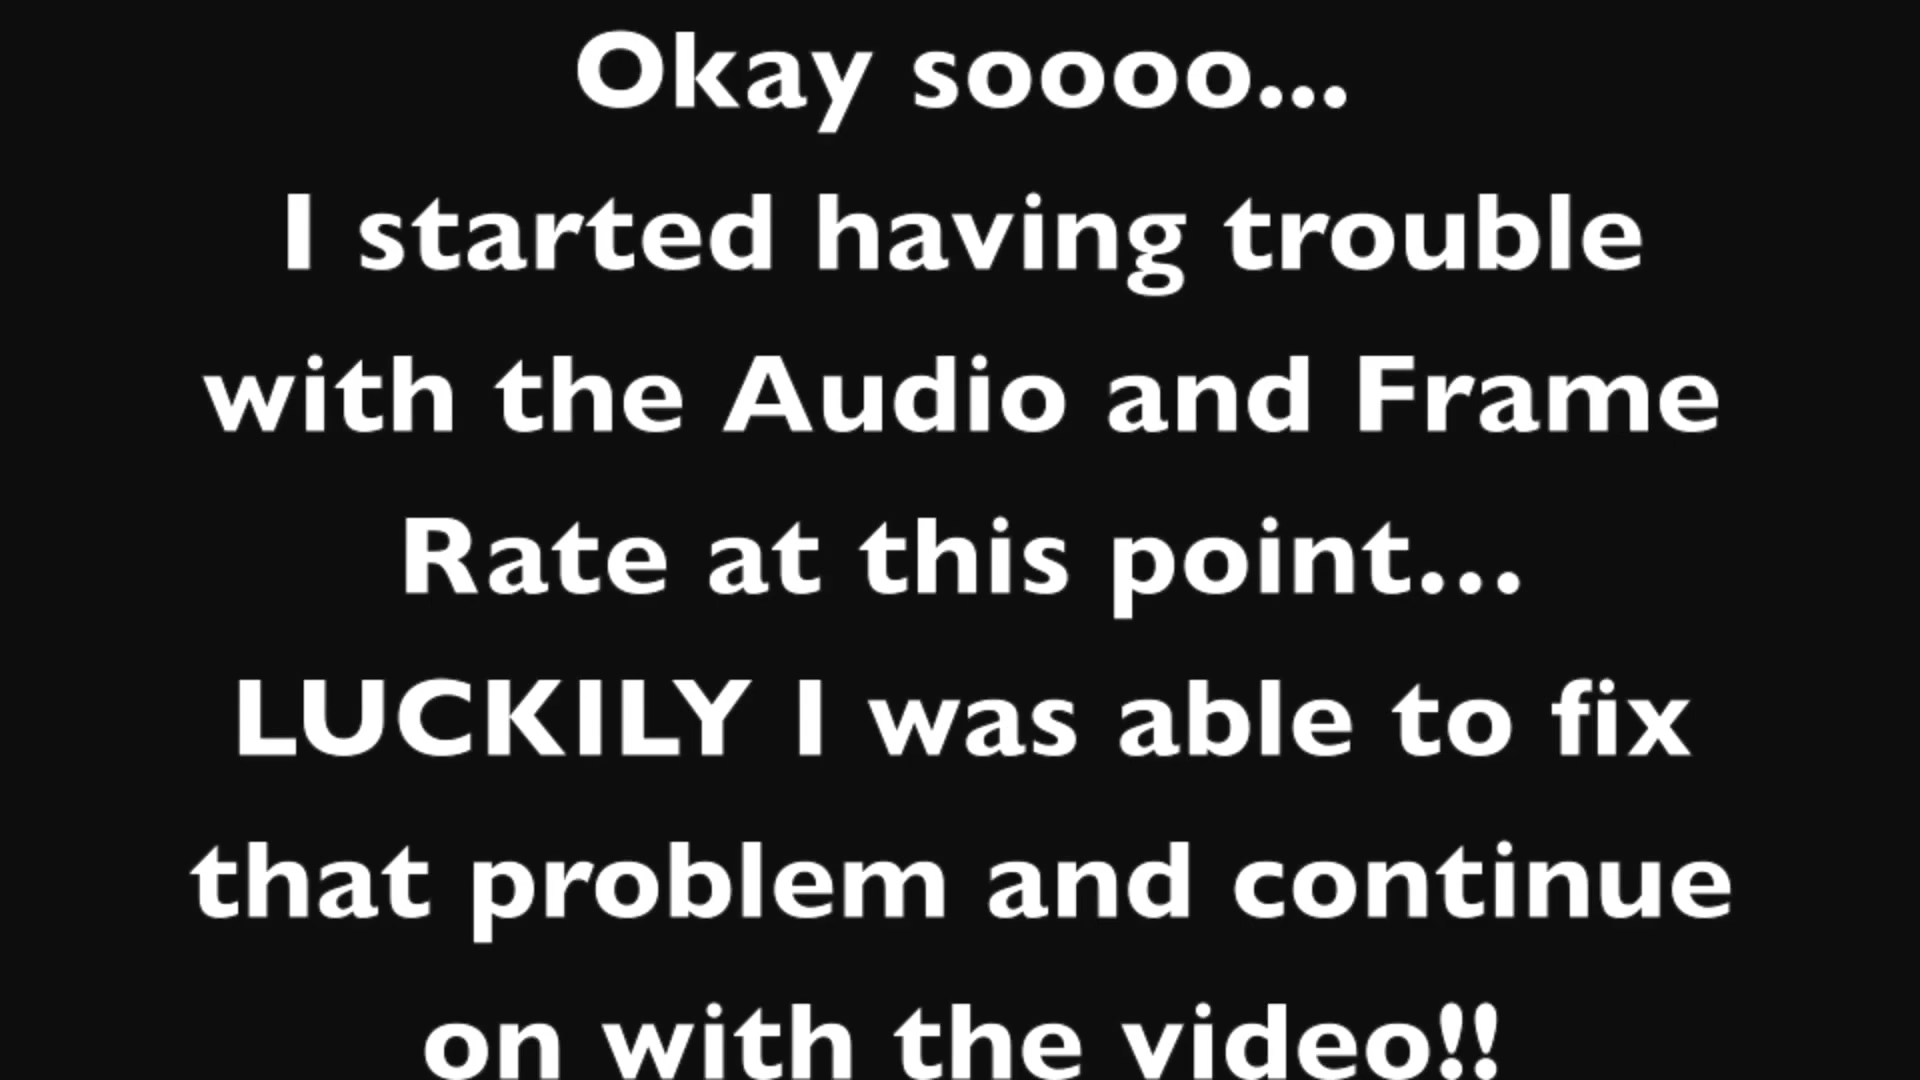 Okay soooo...
I started having trouble
with the Audio and Frame
Rate at this point...
LUCKILY I was able to fix
that problem and continue
on with the video!!